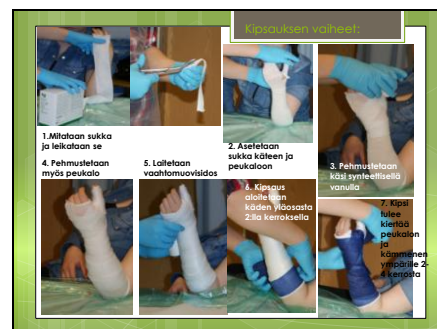 Kipsauksen vaiheet:
1.Mitataan sukka
ja leikataan se
2. Asetetaan
sukka käteen ja
peukaloon
3. Pehmustetaan
käsi synteettisellä
vanulla
4. Pehmustetaan
myös peukalo
5. Laitetaan
vaahtomuovisidos
6. Kipsaus
aloitetaan
käden yläosasta
2:lla kerroksella
7. Kipsi
tulee
kiertää
peukalon
ja
kämmenen
ympärille 2-
4 kerrosta